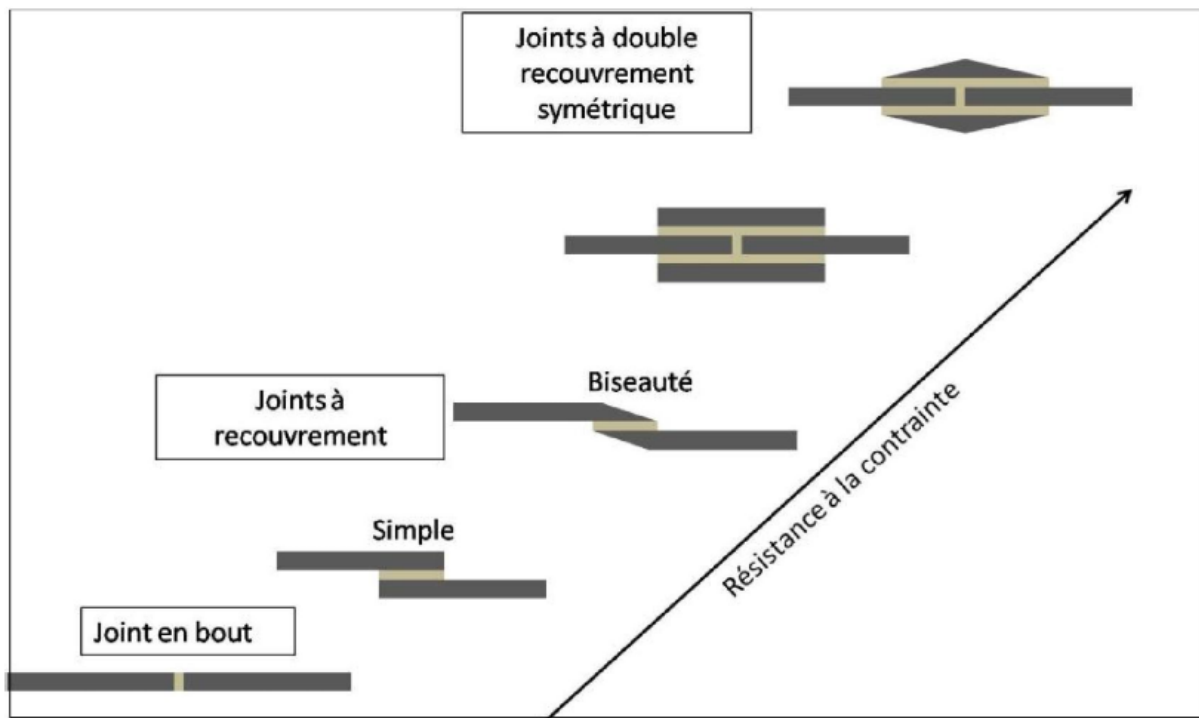 Joints à double
recouvrement
symétrique
Biseauté
Joints à
recouvrement
Simple
Joint en bout
Résistance à la contrainte